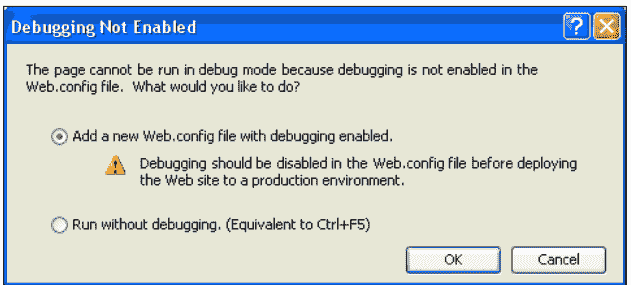 Debugging Not Enabled
The page cannot be run in debug mode because debugging is not enabled in the
Web.config file. What would you like to do?
Add a new Web.config file with debugging enabled.
Debugging should be disabled in the Web.config file before deploying
the Web site to a production environment.
Run without debugging. (Equivalent to Ctrl+F5)
OK Cancel